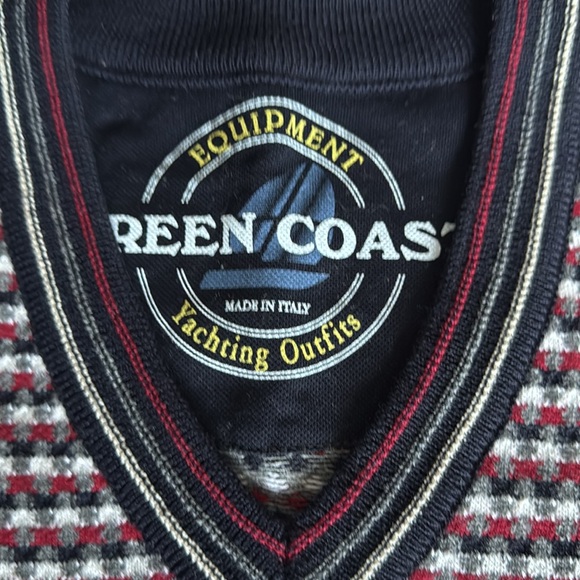 EQUIPMENT
REEN COAST
MADE IN ITALY
Yachting Outfits